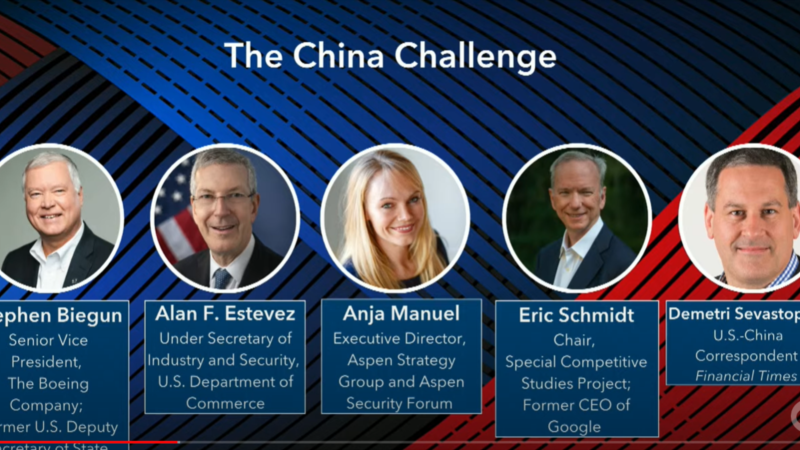 The China Challenge
ephen Biegun
Senior Vice
President,
The Boeing
Company;
rmer U.S. Deputy
cretary of State
Alan F. Estevez
Under Secretary of
Industry and Security,
U.S. Department of
Commerce
Anja Manuel
Executive Director,
Aspen Strategy
Group and Aspen
Security Forum
Eric Schmidt
Chair,
Special Competitive
Studies Project;
Former CEO of
Google
Demetri Sevastop
U.S.-China
Correspondent
Financial Times